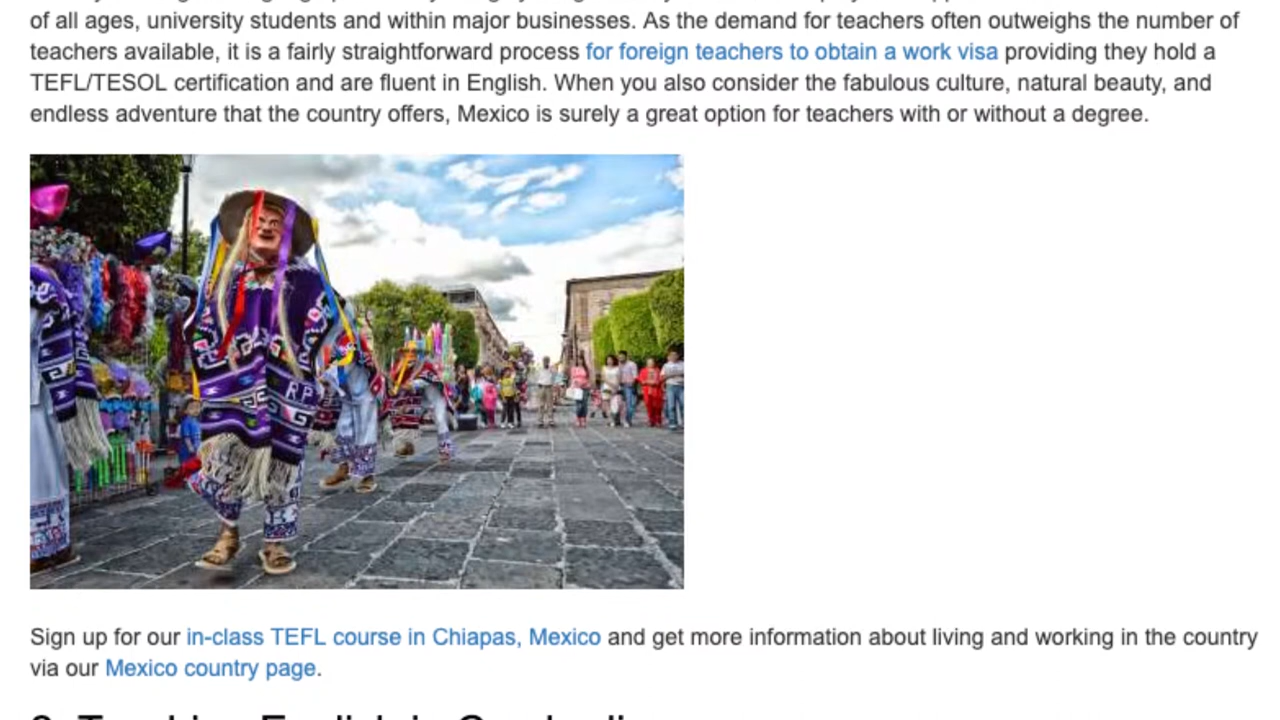 of all ages, university students and within major businesses. As the demand for teachers often outweighs the number of
teachers available, it is a fairly straightforward process for foreign teachers to obtain a work visa providing they hold a
TEFL/TESOL certification and are fluent in English. When you also consider the fabulous culture, natural beauty, and
endless adventure that the country offers, Mexico is surely a great option for teachers with or without a degree.
RP
Sign up for our in-class TEFL course in Chiapas, Mexico and get more information about living and working in the country
via our Mexico country page.